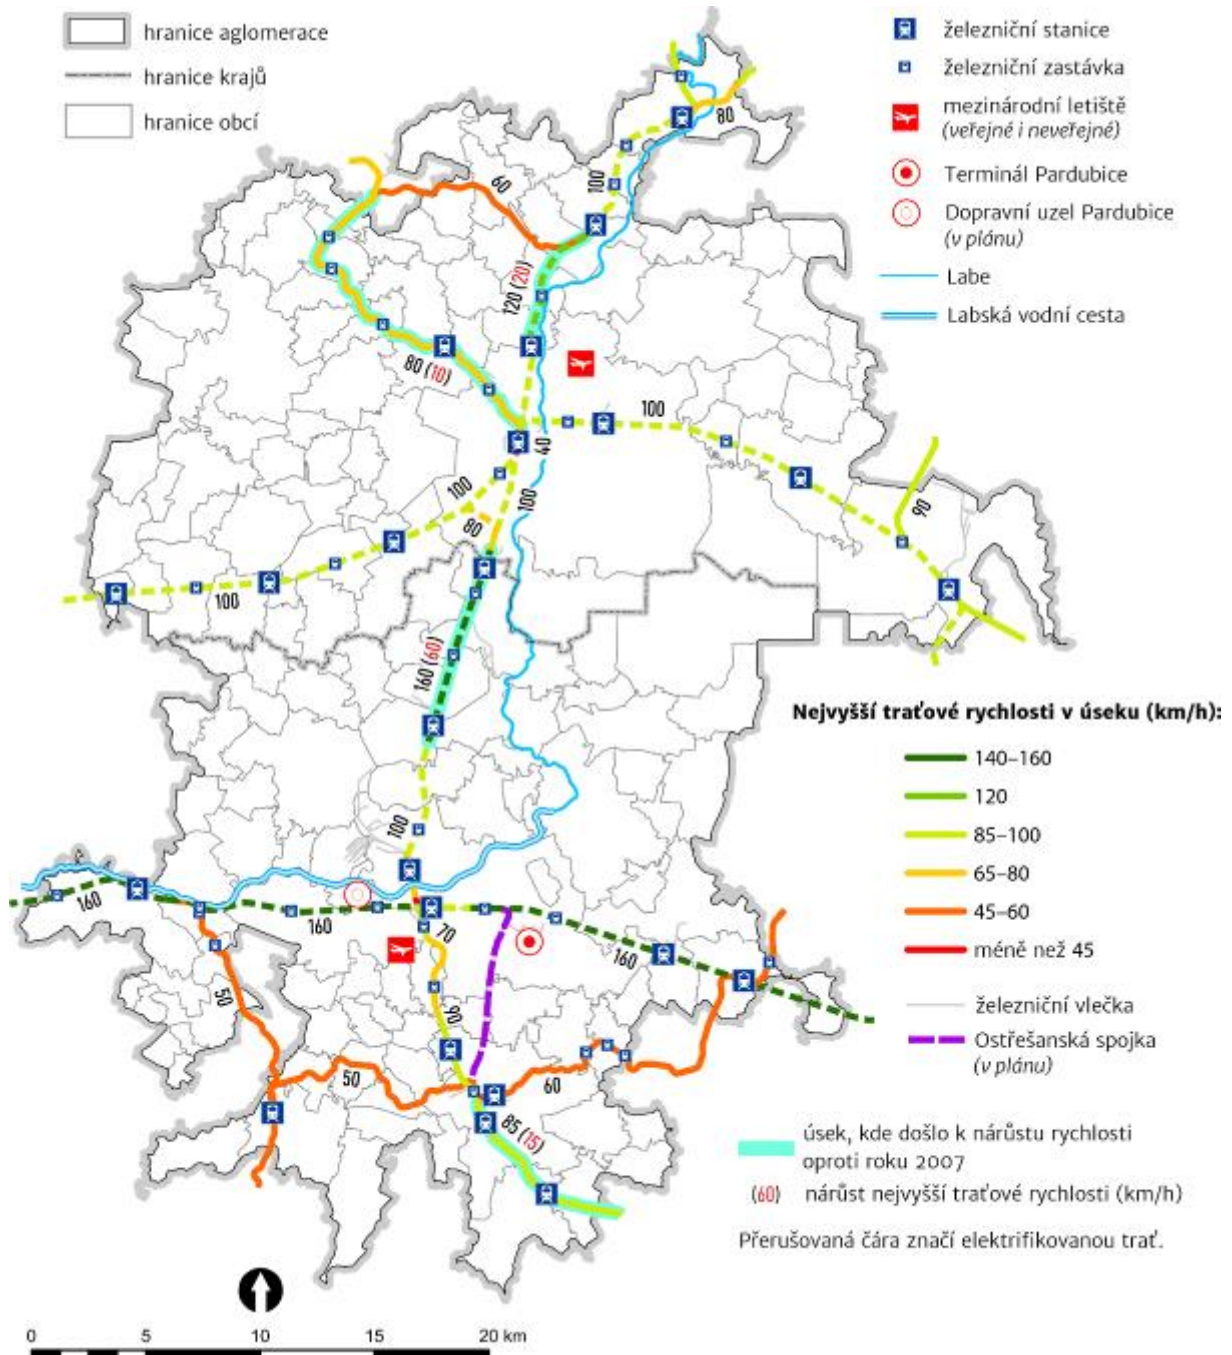 hranice aglomerace
hranice krajů
hranice obcí
železniční stanice
železniční zastávka
mezinárodní letiště
(veřejné i neveřejné)
Terminál Pardubice
Dopravní uzel Pardubice
(v plánu)
Labe
Labská vodní cesta
80
100
60
120 (20)
80 (10)
100
40
100
100
80
90
100
160 (60)
Nejvyšší traťové rychlosti v úseku (km/h):
140–160
120
85–100
65–80
45–60
méně než 45
železniční vlečka
Ostřešanská spojka
(v plánu)
100
160
160
70
160
50
90
50
60
85 (15)
úsek, kde došlo k nárůstu rychlosti
oproti roku 2007
(60) nárůst nejvyšší traťové rychlosti (km/h)
Přerušovaná čára značí elektrifikovanou trať.
0 5 10 15 20 km